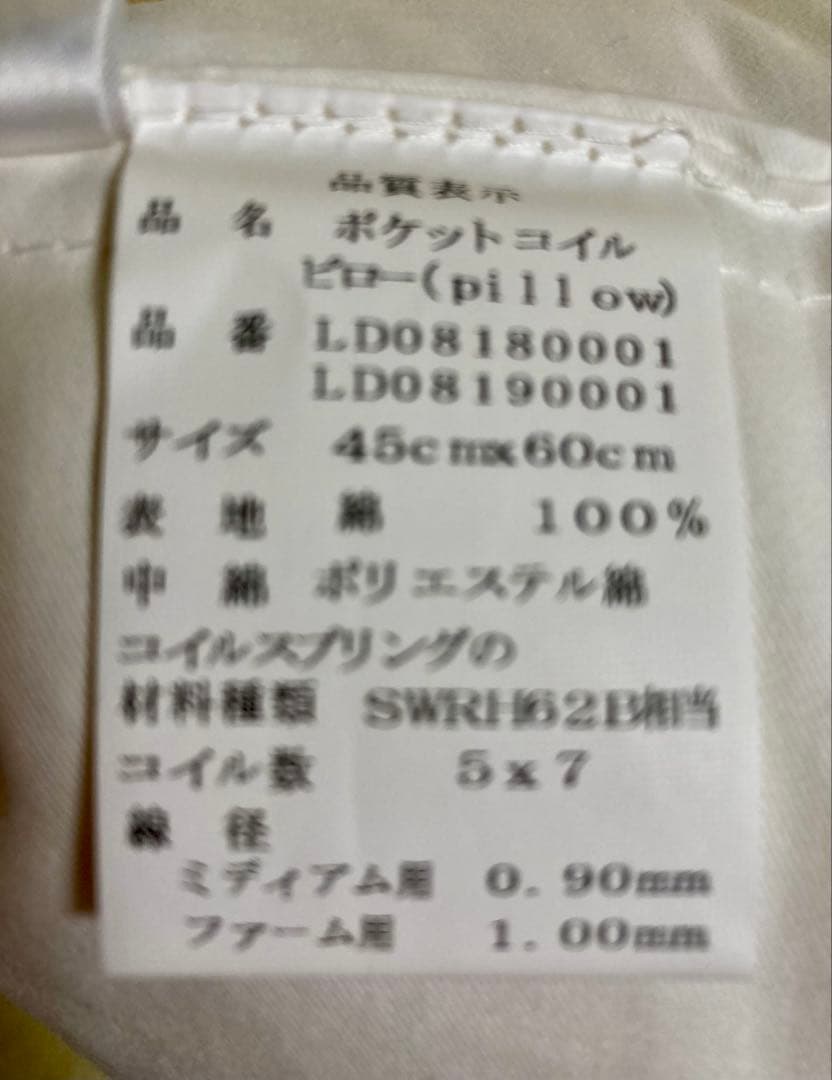 品質表示
品 名 ポケットコイル
ピロー(pillow)
品 番 LD08180001
LD08190001
サイズ 45cm×60cm
表 地 綿 100%
中 綿 ポリエステル綿
コイルスプリングの
材料種類 SWRH62B相当
コイル数 5x7
線 径
ミディアム用 0.90mm
ファーム用 1.00mm